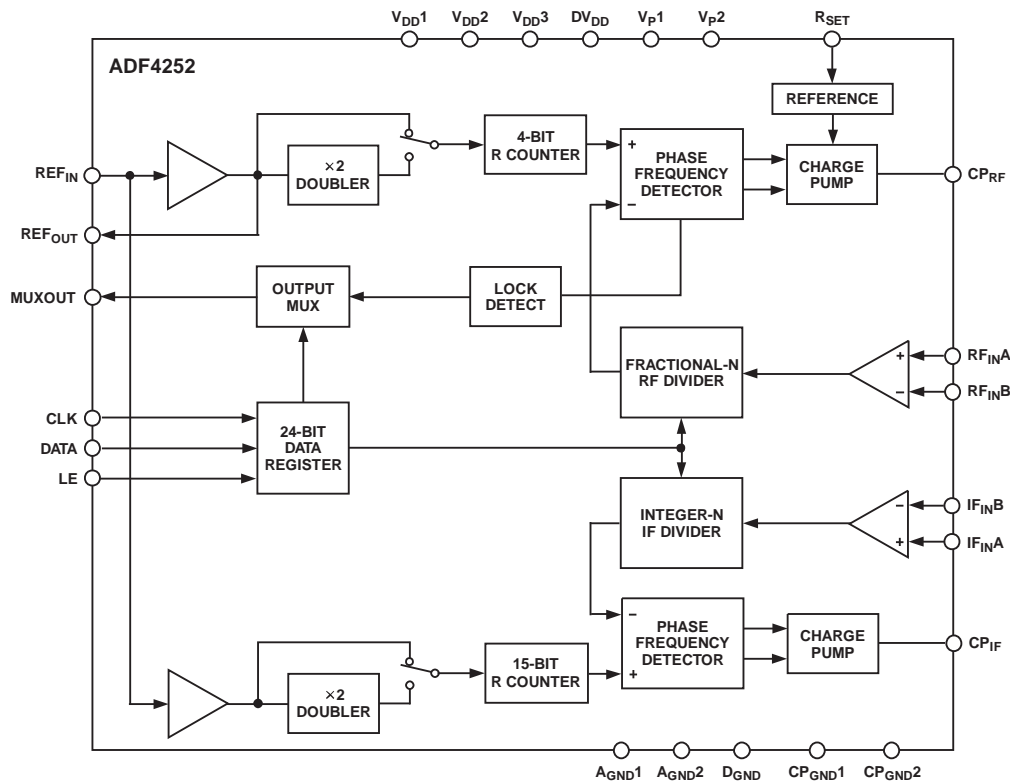 VDD1 VDD2 VDD3 DVDD VP1 VP2 RSET
ADF4252
REFERENCE
4-BIT
R COUNTER
+
−
PHASE
FREQUENCY
DETECTOR
CHARGE
PUMP
CPRF
REFIN
×2
DOUBLER
REFOUT
MUXOUT
OUTPUT
MUX
LOCK
DETECT
FRACTIONAL-N
RF DIVIDER
+
−
RFINA
RFINB
CLK
DATA
LE
24-BIT
DATA
REGISTER
INTEGER-N
IF DIVIDER
−
+
IFINB
IFINA
−
+
PHASE
FREQUENCY
DETECTOR
CHARGE
PUMP
CPIF
×2
DOUBLER
15-BIT
R COUNTER
AGND1 AGND2 DGND CPGND1 CPGND2